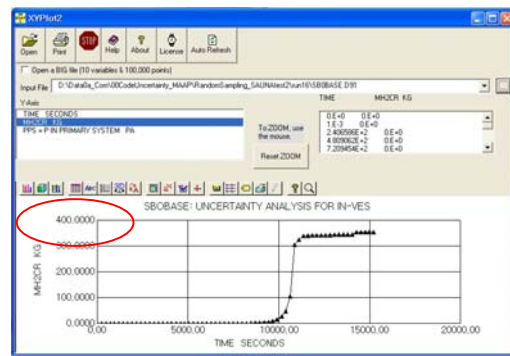 XYPlot2
Open
Print
STOP
Help
About
License
Auto Refresh
Open a BIG file (10 variables & 100,000 points)
Input File
Y-Axis
TIME SECONDS
MH2CR KG
PPS = P IN PRIMARY SYSTEM PA
To ZOOM, use
the mouse.
Reset ZOOM
TIME MH2CR KG
0.E+0 0.E+0
1.E-3 0.E+0
2.406586E+2 0.E+0
4.809062E+2 0.E+0
7.209454E+2 0.E+0
SBOBASE: UNCERTAINTY ANALYSIS FOR IN-VES
MH2CR KG
400.0000
300.0000
200.0000
100.0000
0.0000
0.00
5000.00
10000.00
15000.00
20000.00
TIME SECONDS